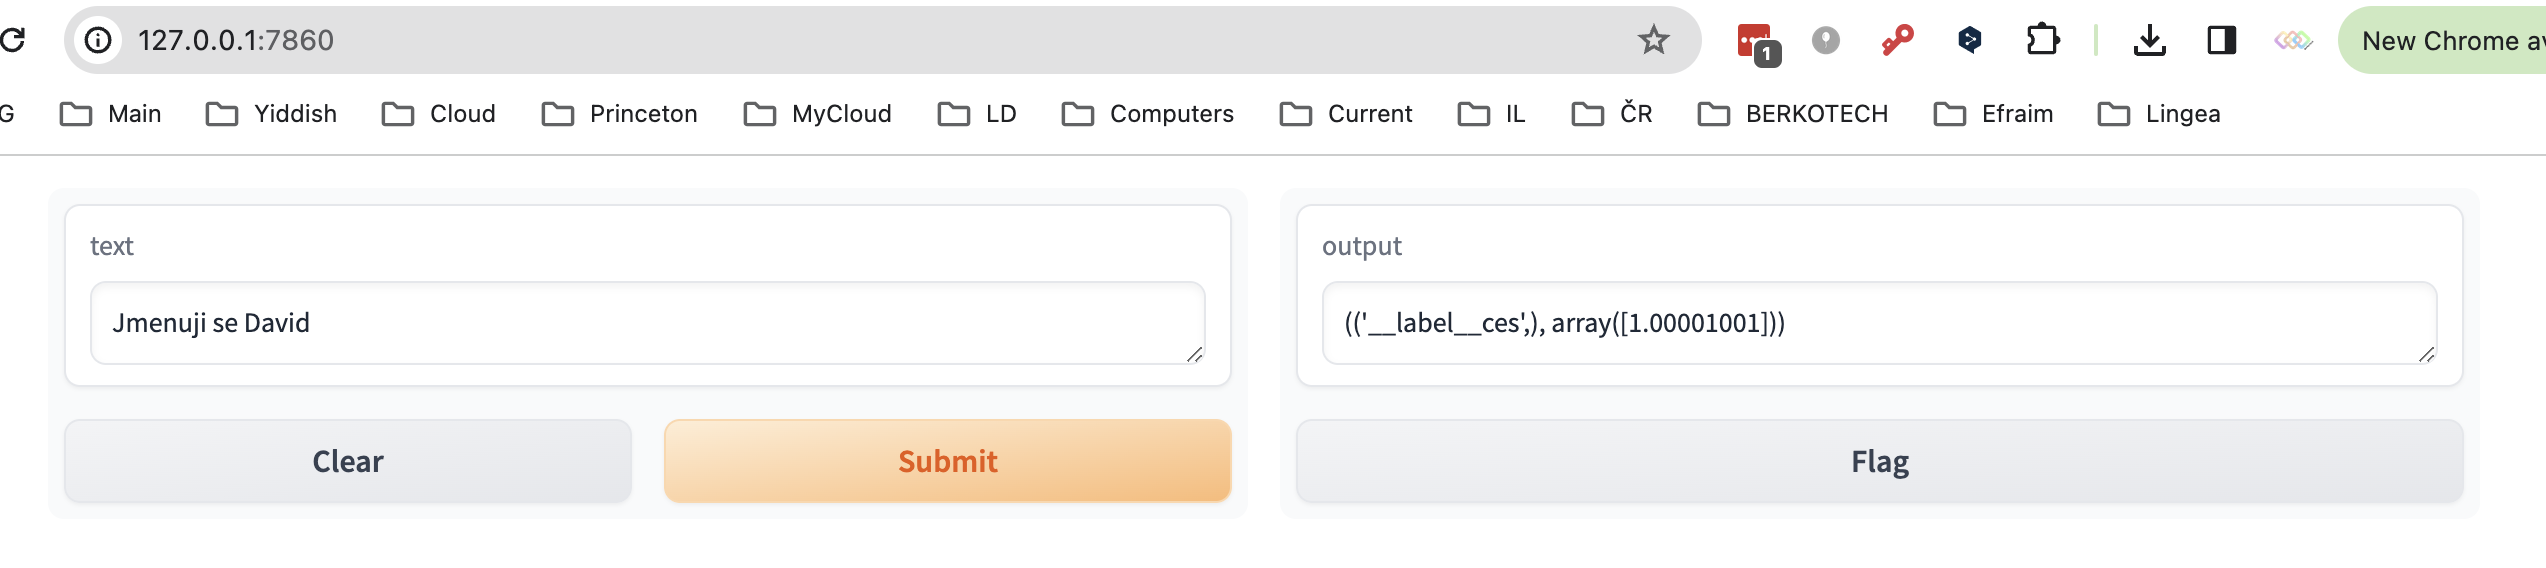 127.0.0.1:7860
1
New Chrome av
G Main Yiddish Cloud Princeton MyCloud LD Computers Current IL ČR BERKOTECH Efraim Lingea
text
Jmenuji se David
Clear Submit
output
(('__label__ces',), array([1.00001001]))
Flag